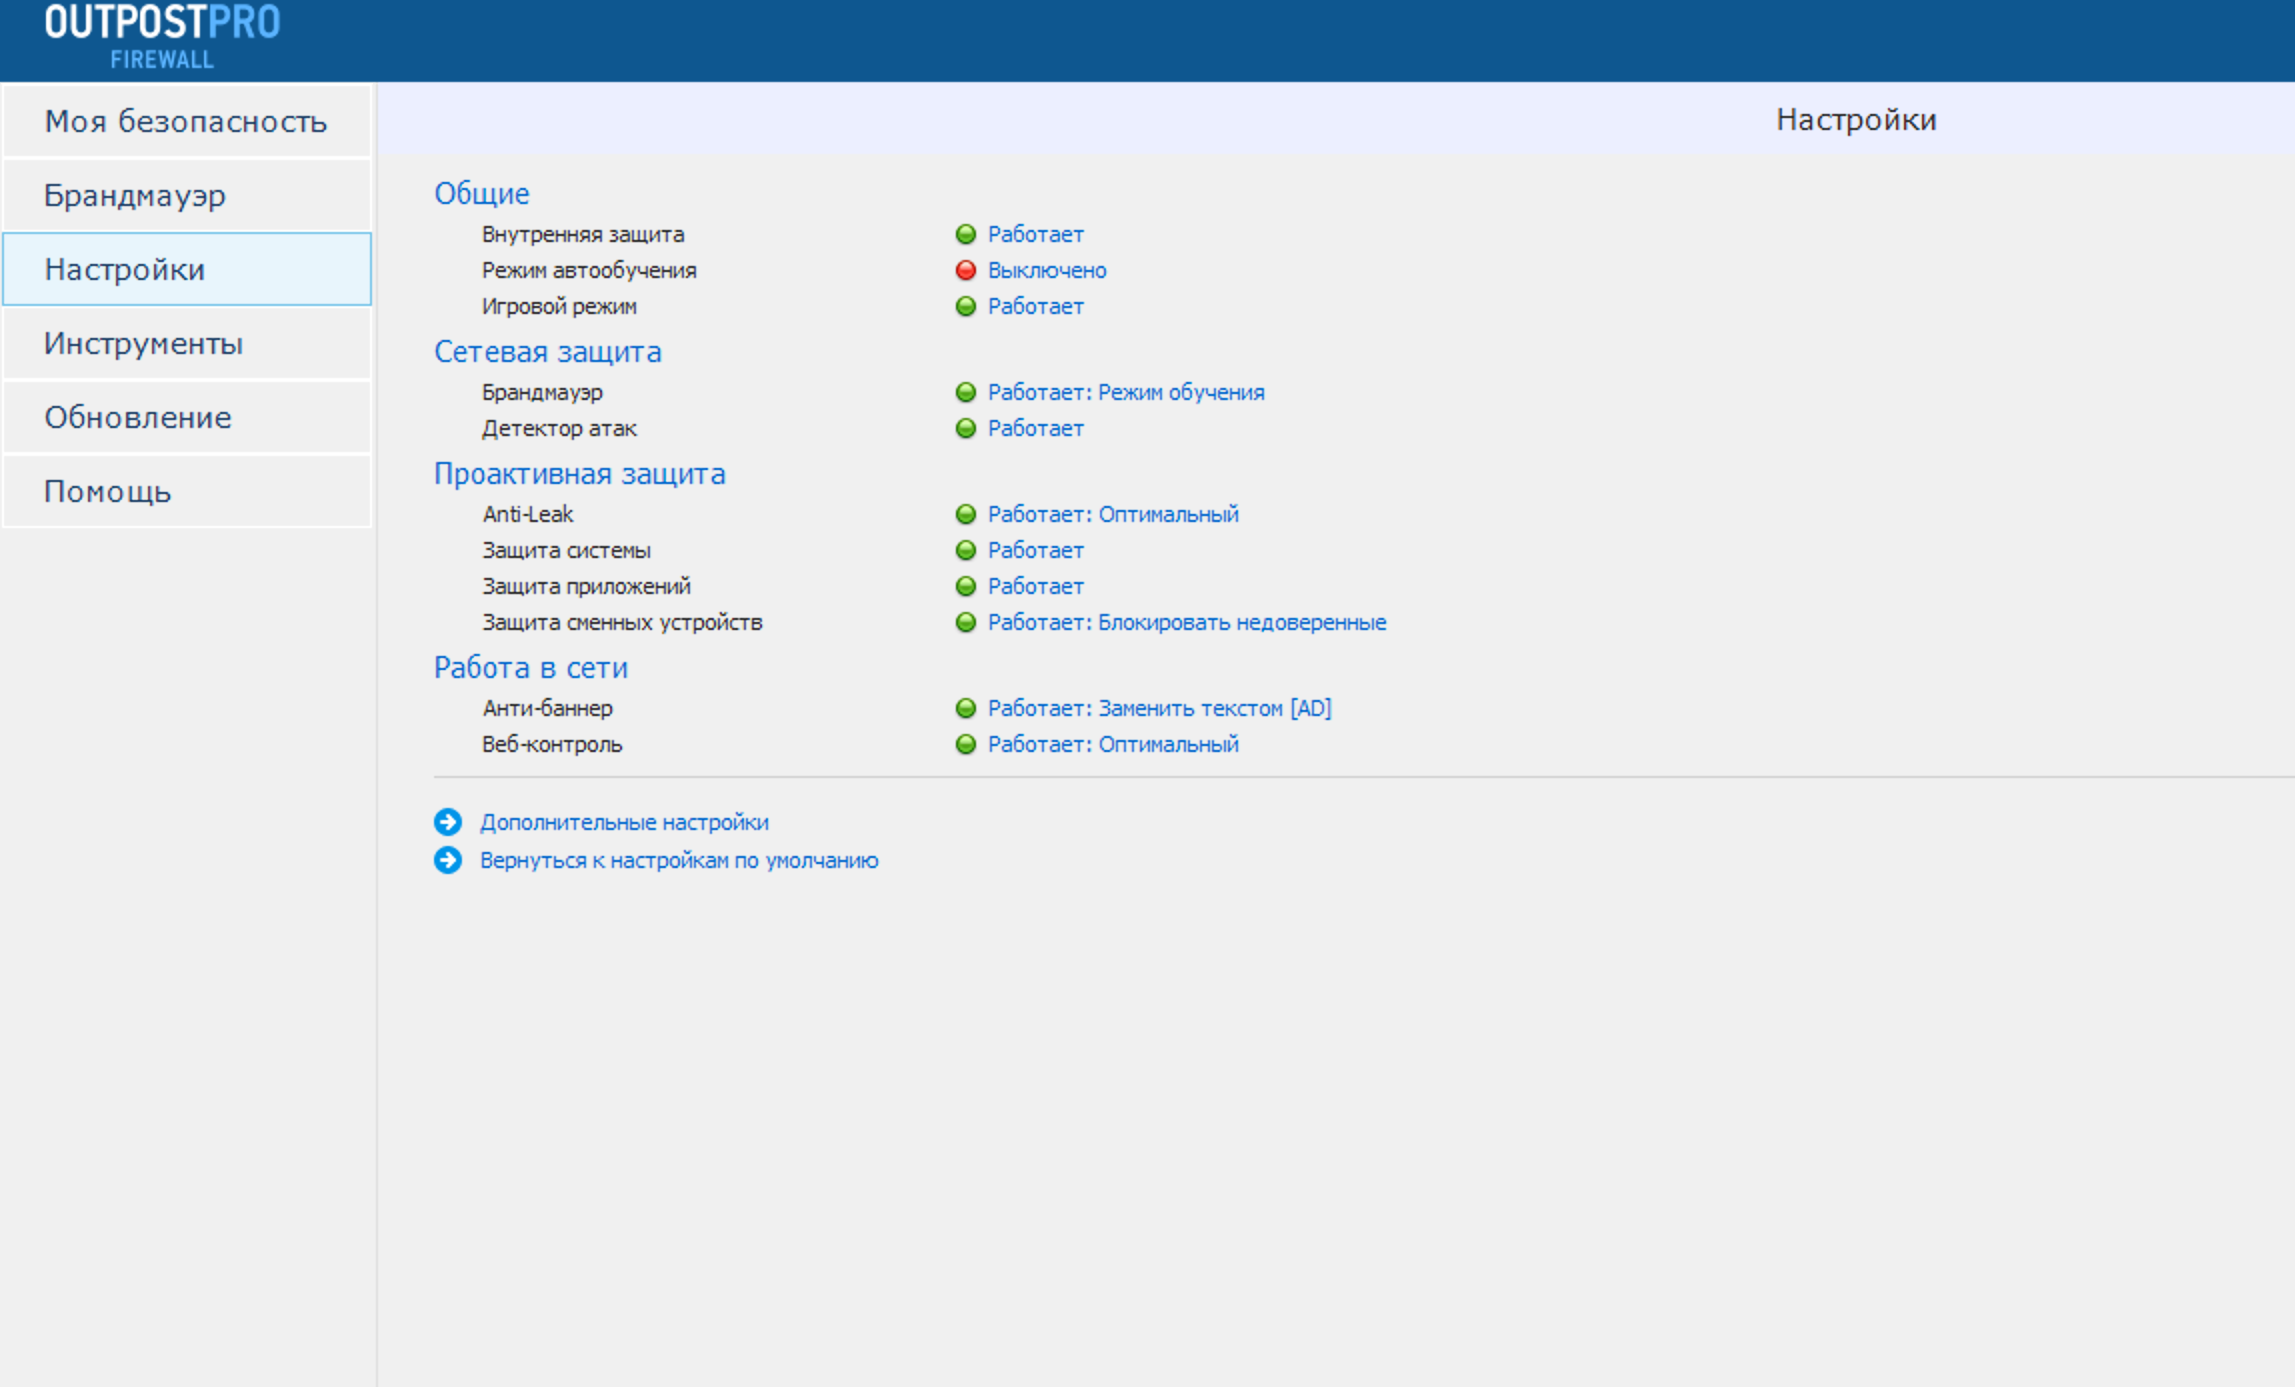 OUTPOSTPRO
FIREWALL
Моя безопасность
Брандмауэр
Настройки
Инструменты
Обновление
Помощь
Настройки
Общие
Внутренняя защита Работает
Режим автообучения Выключено
Игровой режим Работает
Сетевая защита
Брандмауэр Работает: Режим обучения
Детектор атак Работает
Проактивная защита
Anti-Leak Работает: Оптимальный
Защита системы Работает
Защита приложений Работает
Защита сменных устройств Работает: Блокировать недоверенные
Работа в сети
Анти-баннер Работает: Заменить текстом [AD]
Веб-контроль Работает: Оптимальный
Дополнительные настройки
Вернуться к настройкам по умолчанию